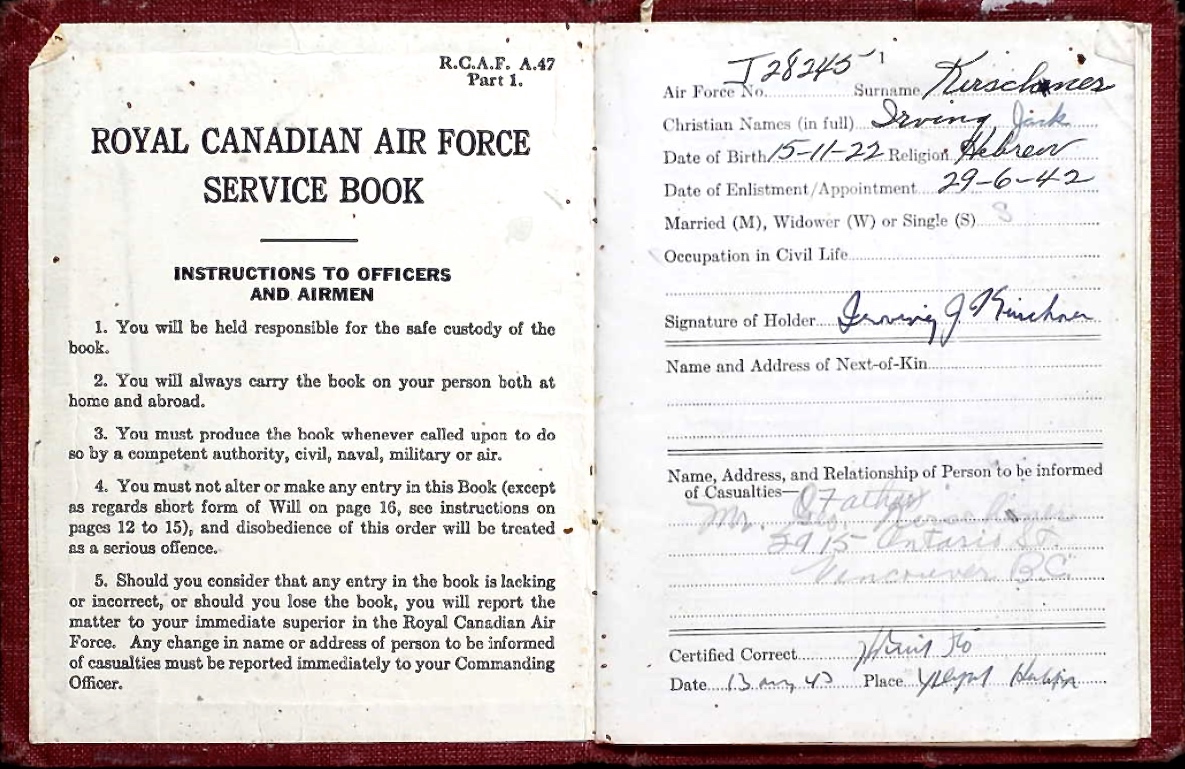 R.C.A.F. A.47
Part 1.
ROYAL CANADIAN AIR FORCE
SERVICE BOOK
INSTRUCTIONS TO OFFICERS
AND AIRMEN
1. You will be held responsible for the safe custody of the
book.
2. You will always carry the book on your person both at
home and abroad.
3. You must produce the book whenever called upon to do
so by a competent authority, civil, naval, military or air.
4. You must not alter or make any entry in this Book (except
as regards short form of Will on page 16, see instructions on
pages 12 to 15), and disobedience of this order will be treated
as a serious offence.
5. Should you consider that any entry in the book is lacking
or incorrect, or should you lose the book, you will report the
matter to your immediate superior in the Royal Canadian Air
Force. Any change in name or address of person to be informed
of casualties must be reported immediately to your Commanding
Officer.
Air Force No. J28245 Surname Kirschner
Christian Names (in full) Irving Jack
Date of Birth 15-11-22 Religion Hebrew
Date of Enlistment/Appointment 29-6-42
Married (M), Widower (W) or Single (S) S
Occupation in Civil Life
Signature of Holder Irving J Kirschner
Name and Address of Next-of-Kin
Name, Address, and Relationship of Person to be informed
of Casualties—
2915 Ontario St.
Vancouver BC
Certified Correct
Date Place